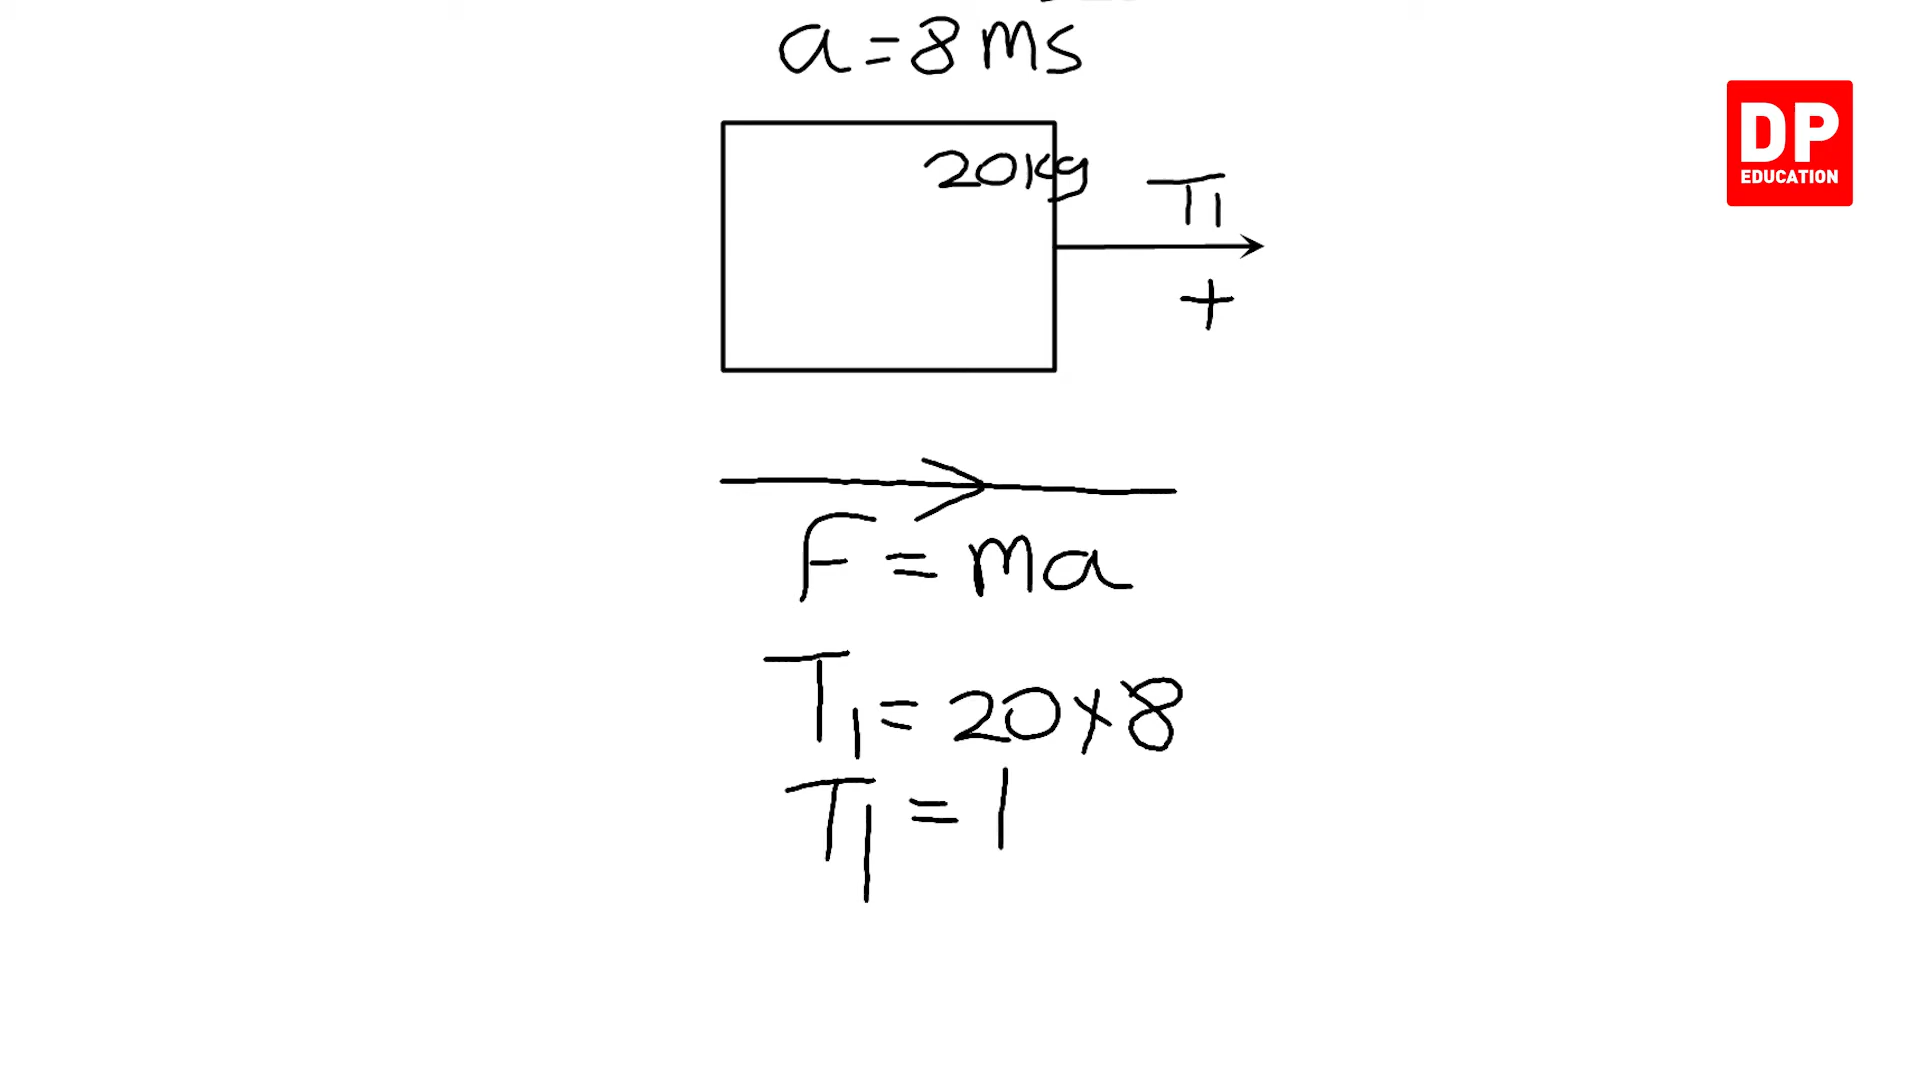 a = 8 ms
DP
EDUCATION
20kg
T1
+
F = ma
T1 = 20 x 8
T1 = 1